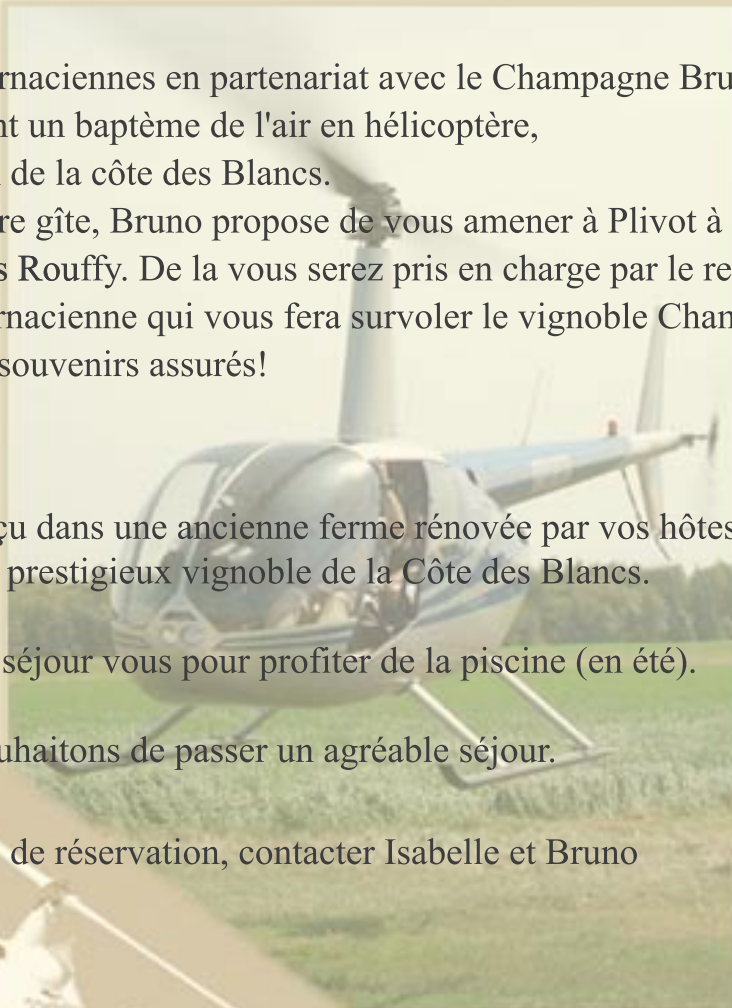 rnaciennes en partenariat avec le Champagne Bru
nt un baptème de l'air en hélicoptère,
de la côte des Blancs.
re gîte, Bruno propose de vous amener à Plivot à
s Rouffy. De la vous serez pris en charge par le re
rnacienne qui vous fera survoler le vignoble Cham
souvenirs assurés!
çu dans une ancienne ferme rénovée par vos hôtes
prestigieux vignoble de la Côte des Blancs.
séjour vous pour profiter de la piscine (en été).
uhaitons de passer un agréable séjour.
de réservation, contacter Isabelle et Bruno